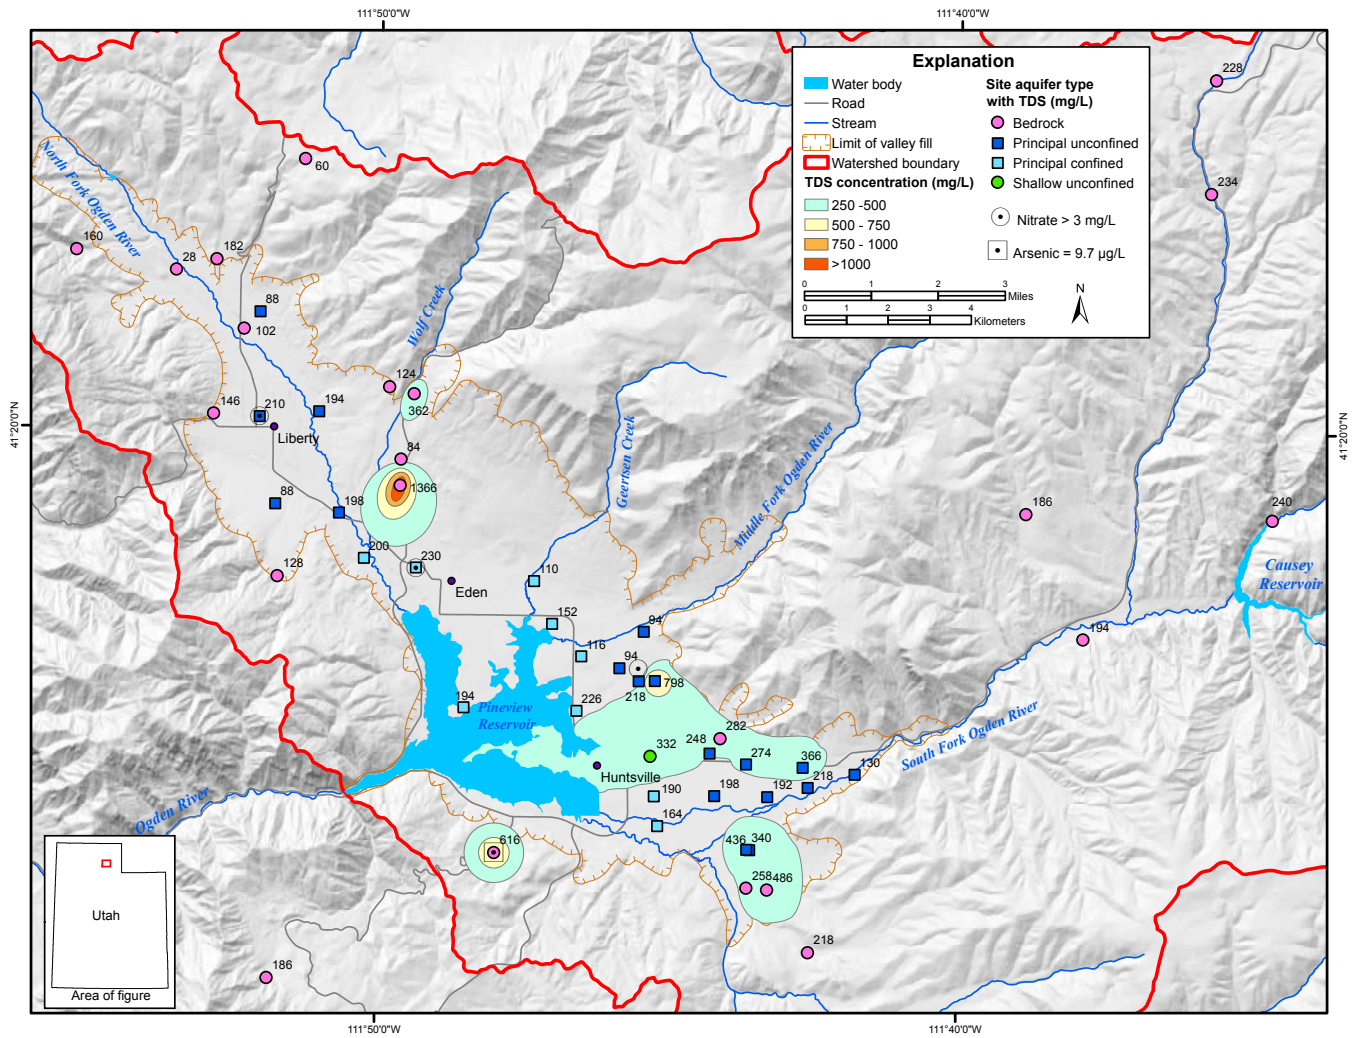 111°50'0"W
111°40'0"W
Explanation
Water body
Road
Stream
Limit of valley fill
Watershed boundary
TDS concentration (mg/L)
250 -500
500 - 750
750 - 1000
>1000
Site aquifer type
with TDS (mg/L)
Bedrock
Principal unconfined
Principal confined
Shallow unconfined
Nitrate > 3 mg/L
Arsenic = 9.7 µg/L
0 1 2 3
Miles
0 1 2 3 4
Kilometers
N
228
60
234
North Fork Ogden River
160
182
28
88
102
Wolf Creek
124
362
146
210
194
Liberty
41°20'0"N
41°20'0"N
84
1366
Geertsen Creek
Middle Fork Ogden River
88
198
186
240
200
230
128
110
Eden
Causey
Reservoir
152
94
194
116
94
218
798
194
Pineview
Reservoir
226
282
248
332
274
366
130
South Fork Ogden River
Huntsville
218
190
198
192
164
Ogden River
616
436
340
258
486
218
186
Utah
Area of figure
111°50'0"W
111°40'0"W